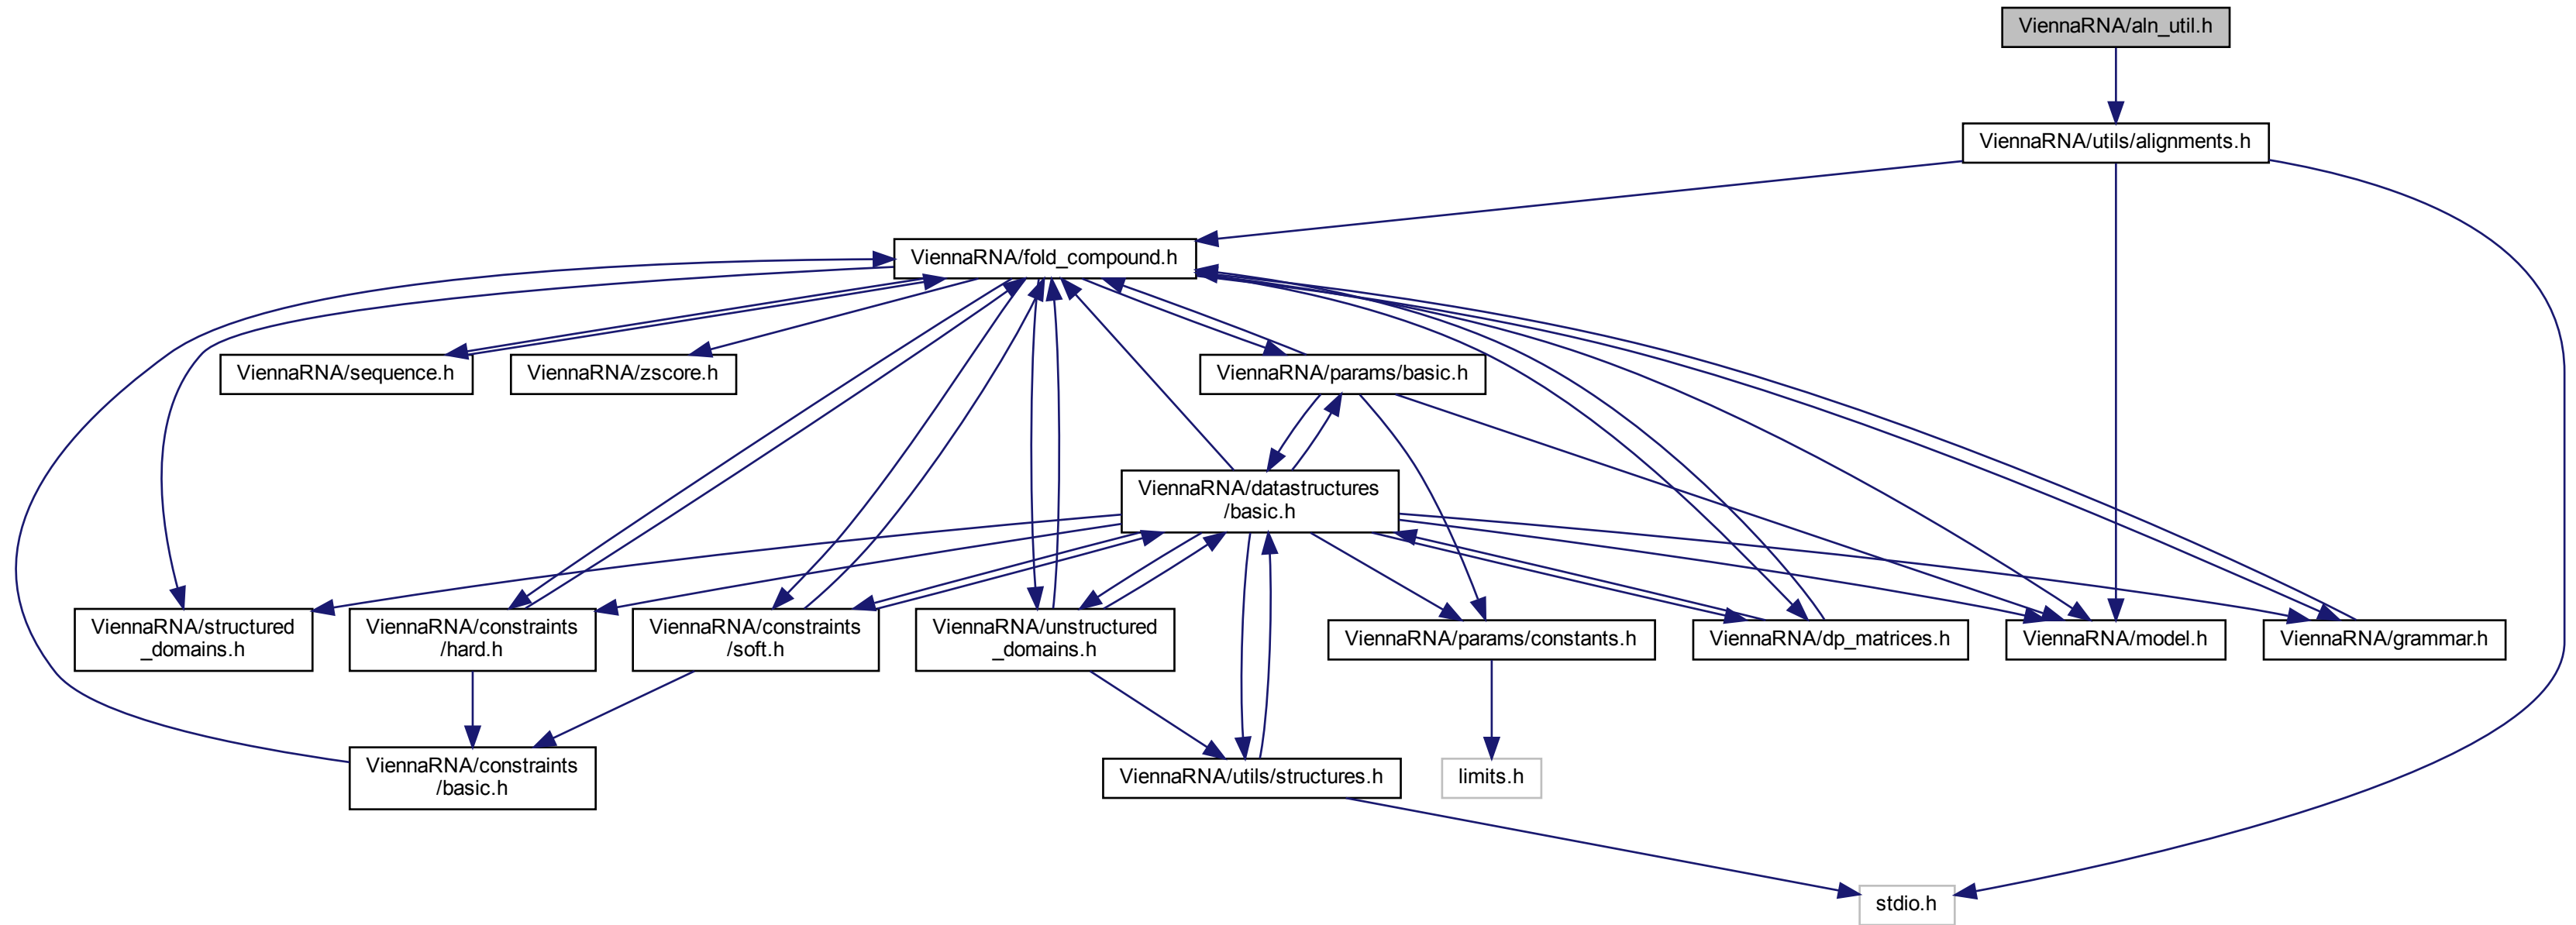 ViennaRNA/aln_util.h
ViennaRNA/utils/alignments.h
ViennaRNA/fold_compound.h
ViennaRNA/sequence.h
ViennaRNA/zscore.h
ViennaRNA/params/basic.h
ViennaRNA/datastructures
/basic.h
ViennaRNA/structured
_domains.h
ViennaRNA/constraints
/hard.h
ViennaRNA/constraints
/soft.h
ViennaRNA/unstructured
_domains.h
ViennaRNA/params/constants.h
ViennaRNA/dp_matrices.h
ViennaRNA/model.h
ViennaRNA/grammar.h
ViennaRNA/constraints
/basic.h
ViennaRNA/utils/structures.h
limits.h
stdio.h